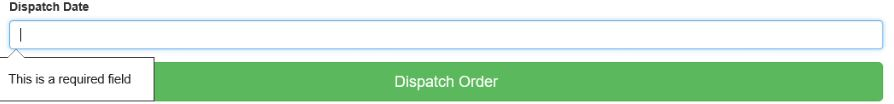 Dispatch Date
This is a required field
Dispatch Order